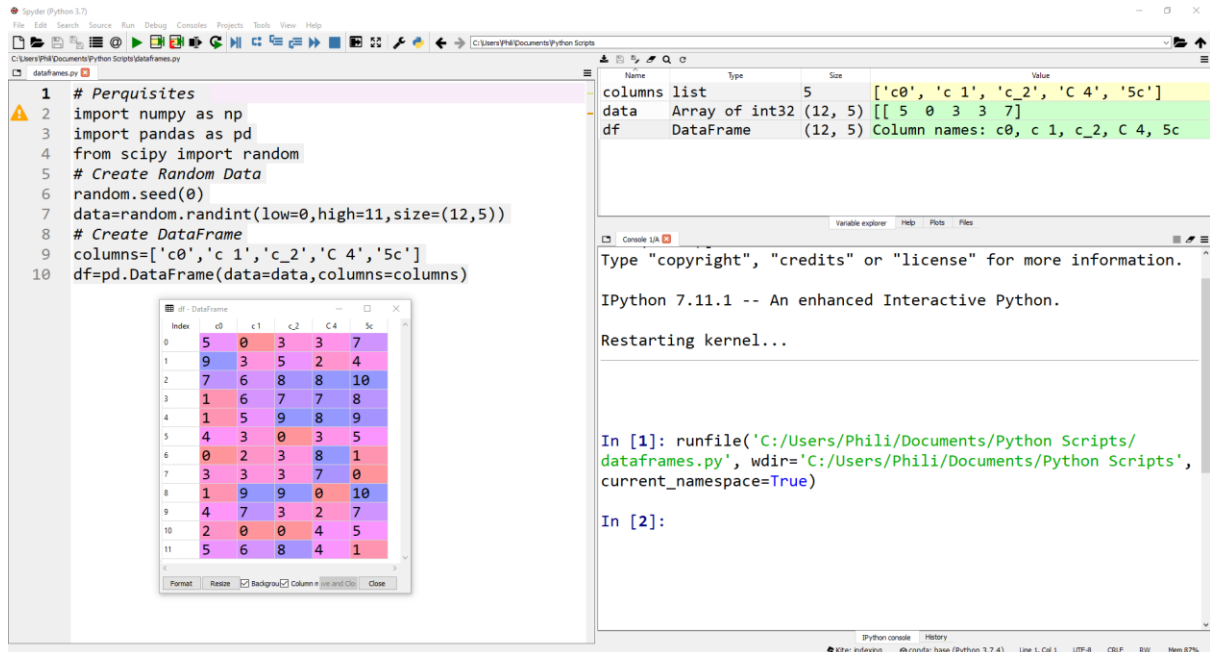 Spyder (Python 3.7)
File Edit Search Source Run Debug Consoles Projects Tools View Help
C:\Users\Phili\Documents\Python Scripts
C:\Users\Phili\Documents\Python Scripts\dataframes.py
dataframes.py
1 # Perquisites
2 import numpy as np
3 import pandas as pd
4 from scipy import random
5 # Create Random Data
6 random.seed(0)
7 data=random.randint(low=0,high=11,size=(12,5))
8 # Create DataFrame
9 columns=['c0','c 1','c_2','C 4','5c']
10 df=pd.DataFrame(data=data,columns=columns)
df - DataFrame
Index c0 c 1 c_2 C 4 5c
0 5 0 3 3 7
1 9 3 5 2 4
2 7 6 8 8 10
3 1 6 7 7 8
4 1 5 9 8 9
5 4 3 0 3 5
6 0 2 3 8 1
7 3 3 3 7 0
8 1 9 9 0 10
9 4 7 3 2 7
10 2 0 0 4 5
11 5 6 8 4 1
Format Resize Backgrou Column Close
Name Type Size Value
columns list 5 ['c0', 'c 1', 'c_2', 'C 4', '5c']
data Array of int32 (12, 5) [[ 5 0 3 3 7]
df DataFrame (12, 5) Column names: c0, c 1, c_2, C 4, 5c
Variable explorer Help Plots Files
Console 1/A
Type "copyright", "credits" or "license" for more information.
IPython 7.11.1 -- An enhanced Interactive Python.
Restarting kernel...
In [1]: runfile('C:/Users/Phili/Documents/Python Scripts/
dataframes.py', wdir='C:/Users/Phili/Documents/Python Scripts',
current_namespace=True)
In [2]:
IPython console History
Kite: indexing conda: base (Python 3.7.4) Line 1, Col 1 UTF-8 CRLF RW Mem 87%